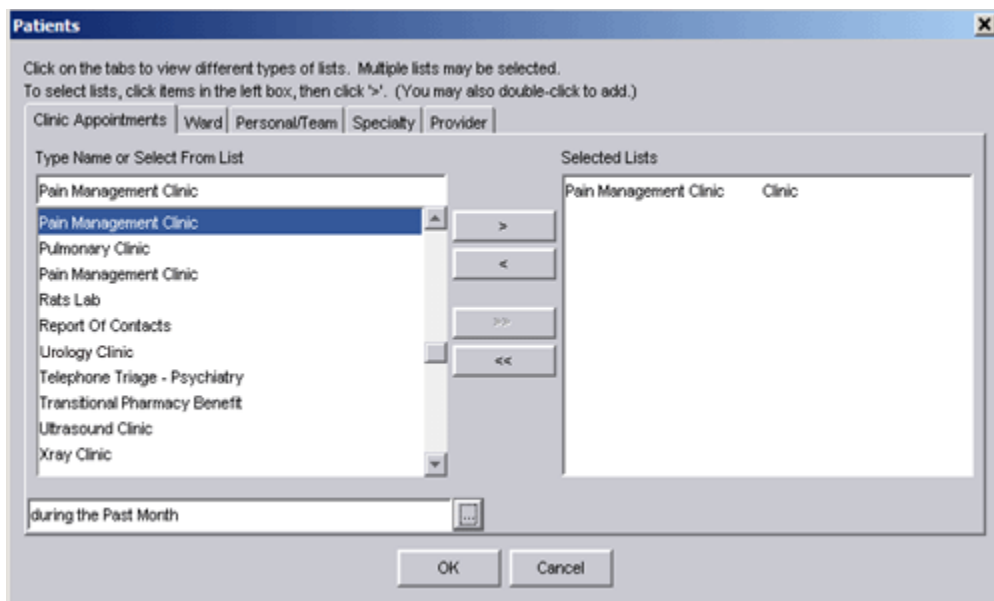 Patients
Click on the tabs to view different types of lists. Multiple lists may be selected.
To select lists, click items in the left box, then click '>'. (You may also double-click to add.)
Clinic Appointments Ward Personal/Team Specialty Provider
Type Name or Select From List
Selected Lists
Pain Management Clinic
Pain Management Clinic Clinic
Pain Management Clinic
Pulmonary Clinic
Pain Management Clinic
Rats Lab
Report Of Contacts
Urology Clinic
Telephone Triage - Psychiatry
Transitional Pharmacy Benefit
Ultrasound Clinic
Xray Clinic
>
<
>>
<<
during the Past Month
...
OK
Cancel